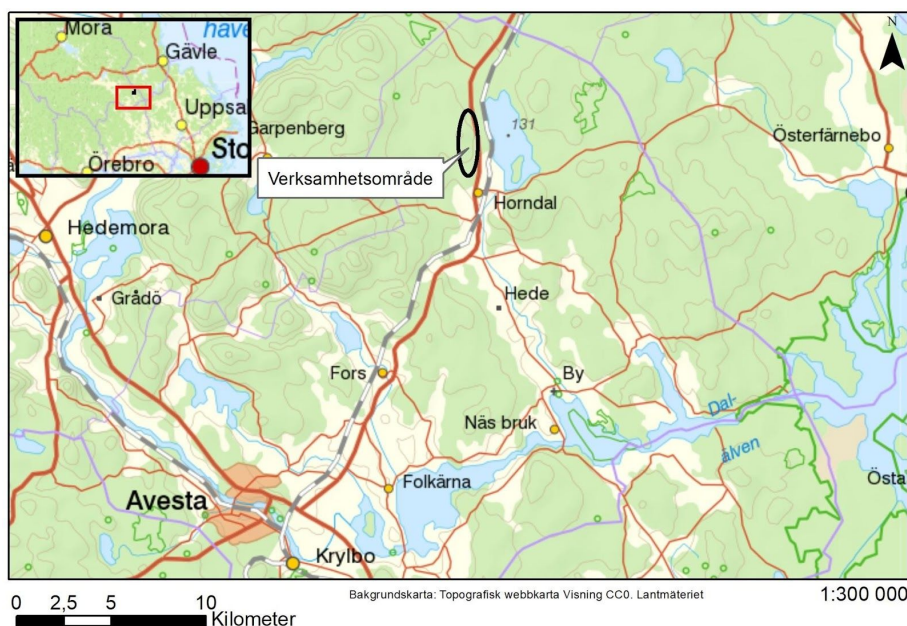 Mora
have
Gävle
Uppsa
Örebro
Sto
N
131
Garpenberg
Österfärnebo
Verksamhetsområde
Horndal
Hedemora
Grådö
Hede
Fors
By
Dal-
Näs bruk
älven
Östa
Avesta
Folkärna
Krylbo
Bakgrundskarta: Topografisk webbkarta Visning CC0. Lantmäteriet
1:300 000
0 2,5 5 10
Kilometer